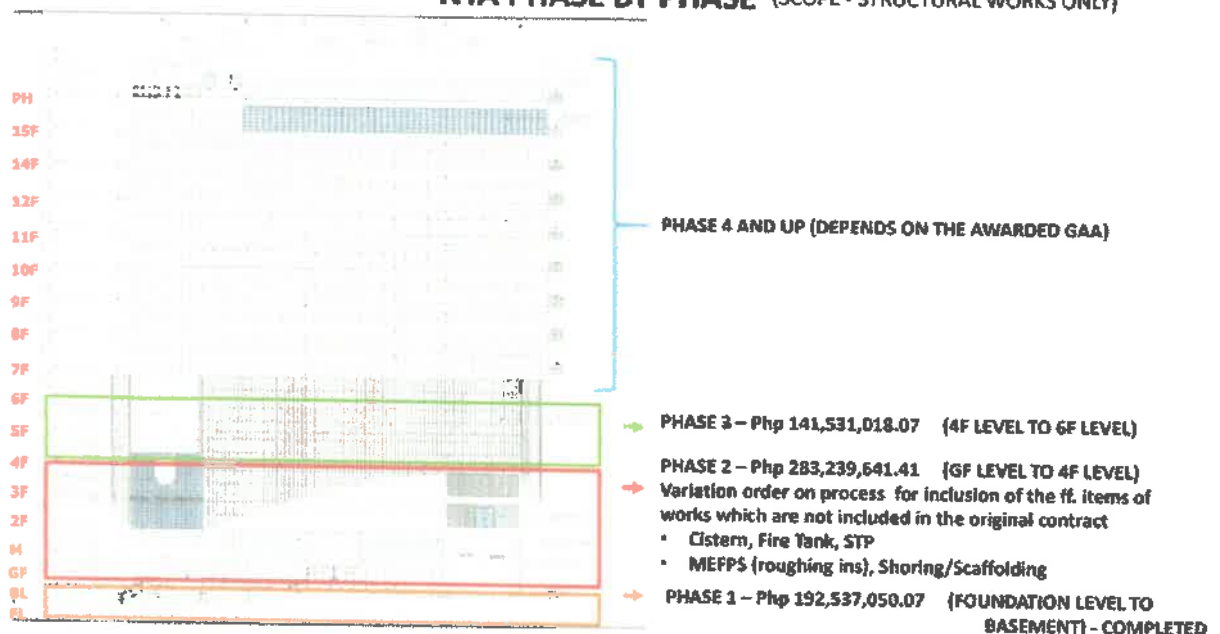 PHASE BY PHASE (SCOPE - STRUCTURAL WORKS ONLY)
PH
15F
14F
12F
11F
10F
9F
8F
7F
6F
5F
4F
3F
2F
M
GF
BL
FL
PHASE 4 AND UP (DEPENDS ON THE AWARDED GAA)
PHASE 3 – Php 141,531,018.07 (4F LEVEL TO 6F LEVEL)
PHASE 2 – Php 283,239,641.41 (GF LEVEL TO 4F LEVEL)
Variation order on process for inclusion of the ff. items of
works which are not included in the original contract
• Cistern, Fire Tank, STP
• MEFPS (roughing ins), Shoring/Scaffolding
PHASE 1 – Php 192,537,050.07 (FOUNDATION LEVEL TO
BASEMENT) - COMPLETED